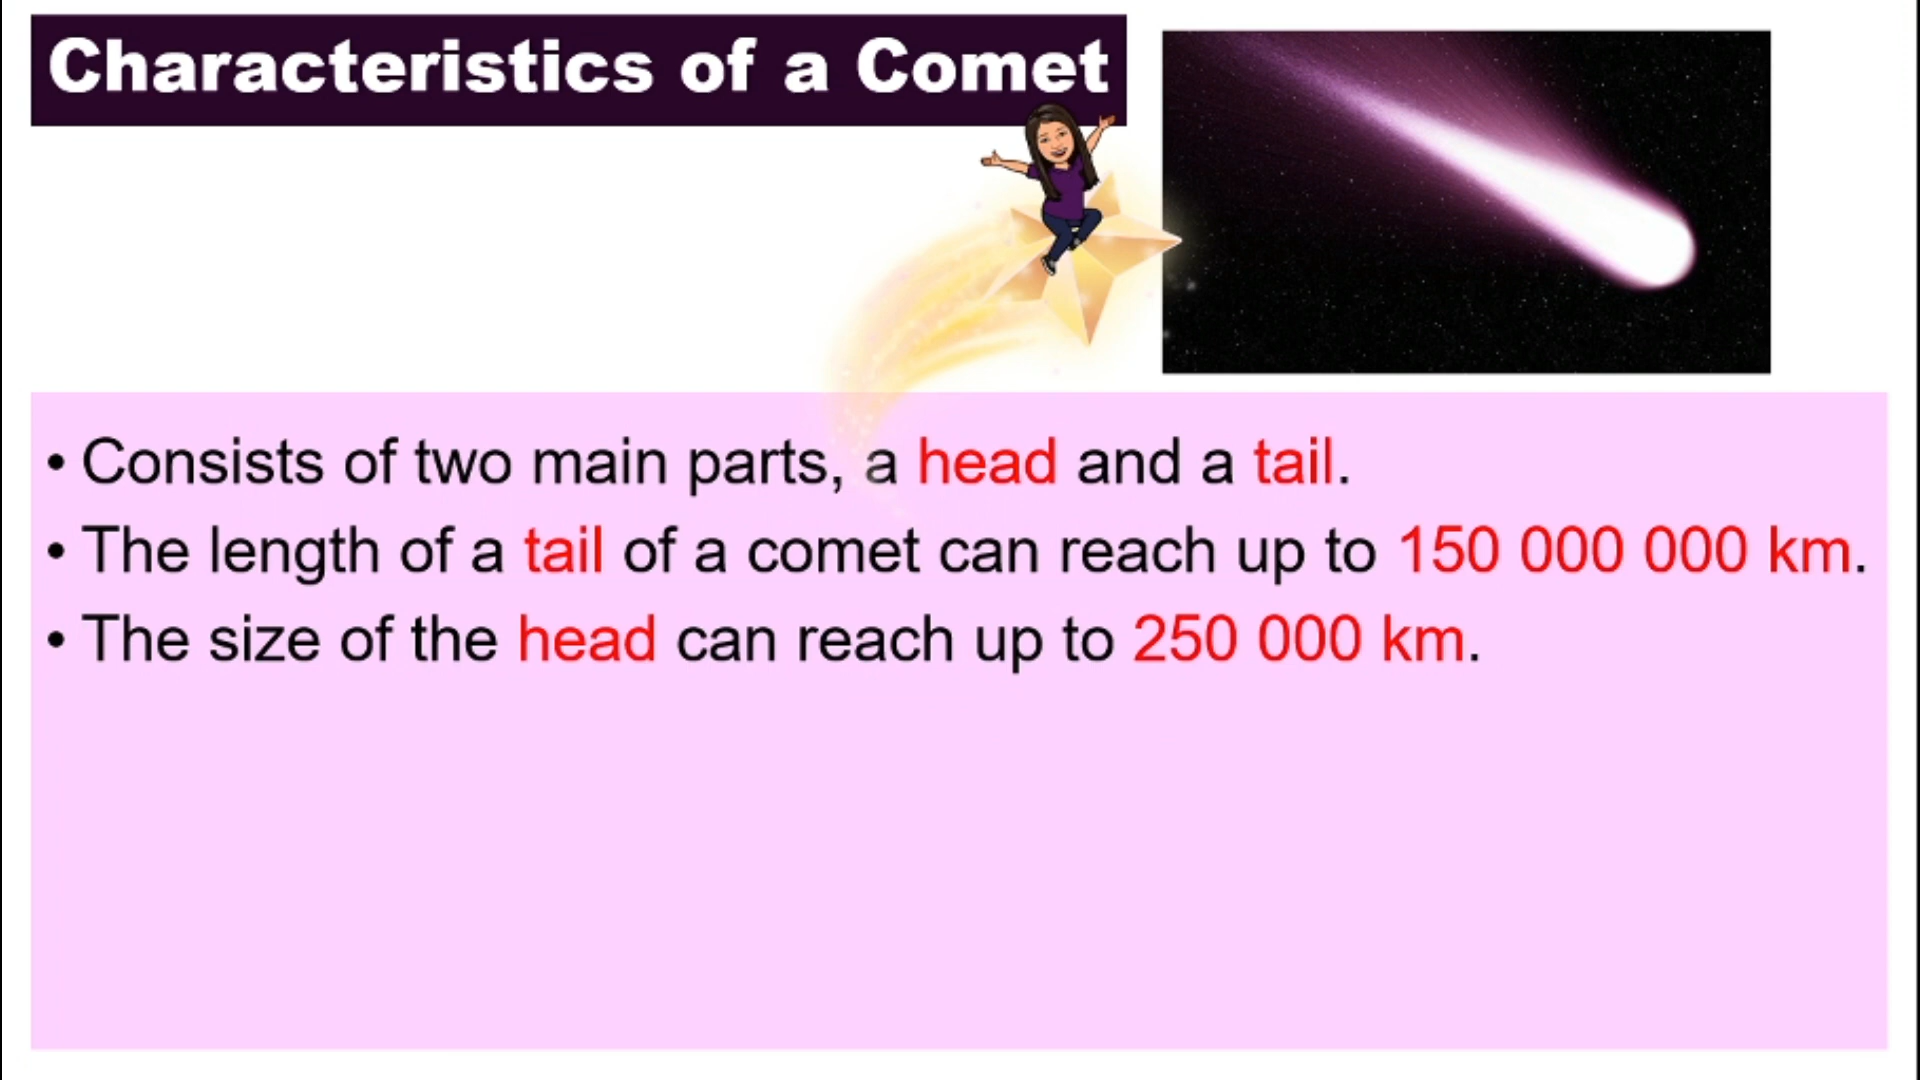 Characteristics of a Comet
• Consists of two main parts, a head and a tail.
• The length of a tail of a comet can reach up to 150 000 000 km.
• The size of the head can reach up to 250 000 km.